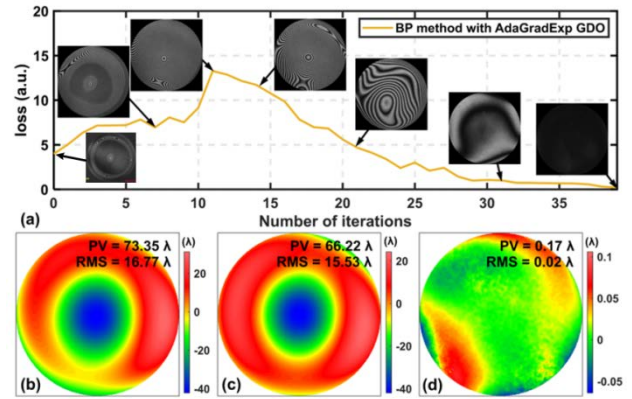 20
15
10
5
0
loss (a.u.)
BP method with AdaGradExp GDO
0 5 10 15 20 25 30 35
(a)
Number of iterations
PV = 73.35 λ
RMS = 16.77 λ
(λ)
20
0
-20
-40
(b)
PV = 66.22 λ
RMS = 15.53 λ
(λ)
20
0
-20
-40
(c)
PV = 0.17 λ
RMS = 0.02 λ
(λ)
0.1
0.05
0
-0.05
(d)